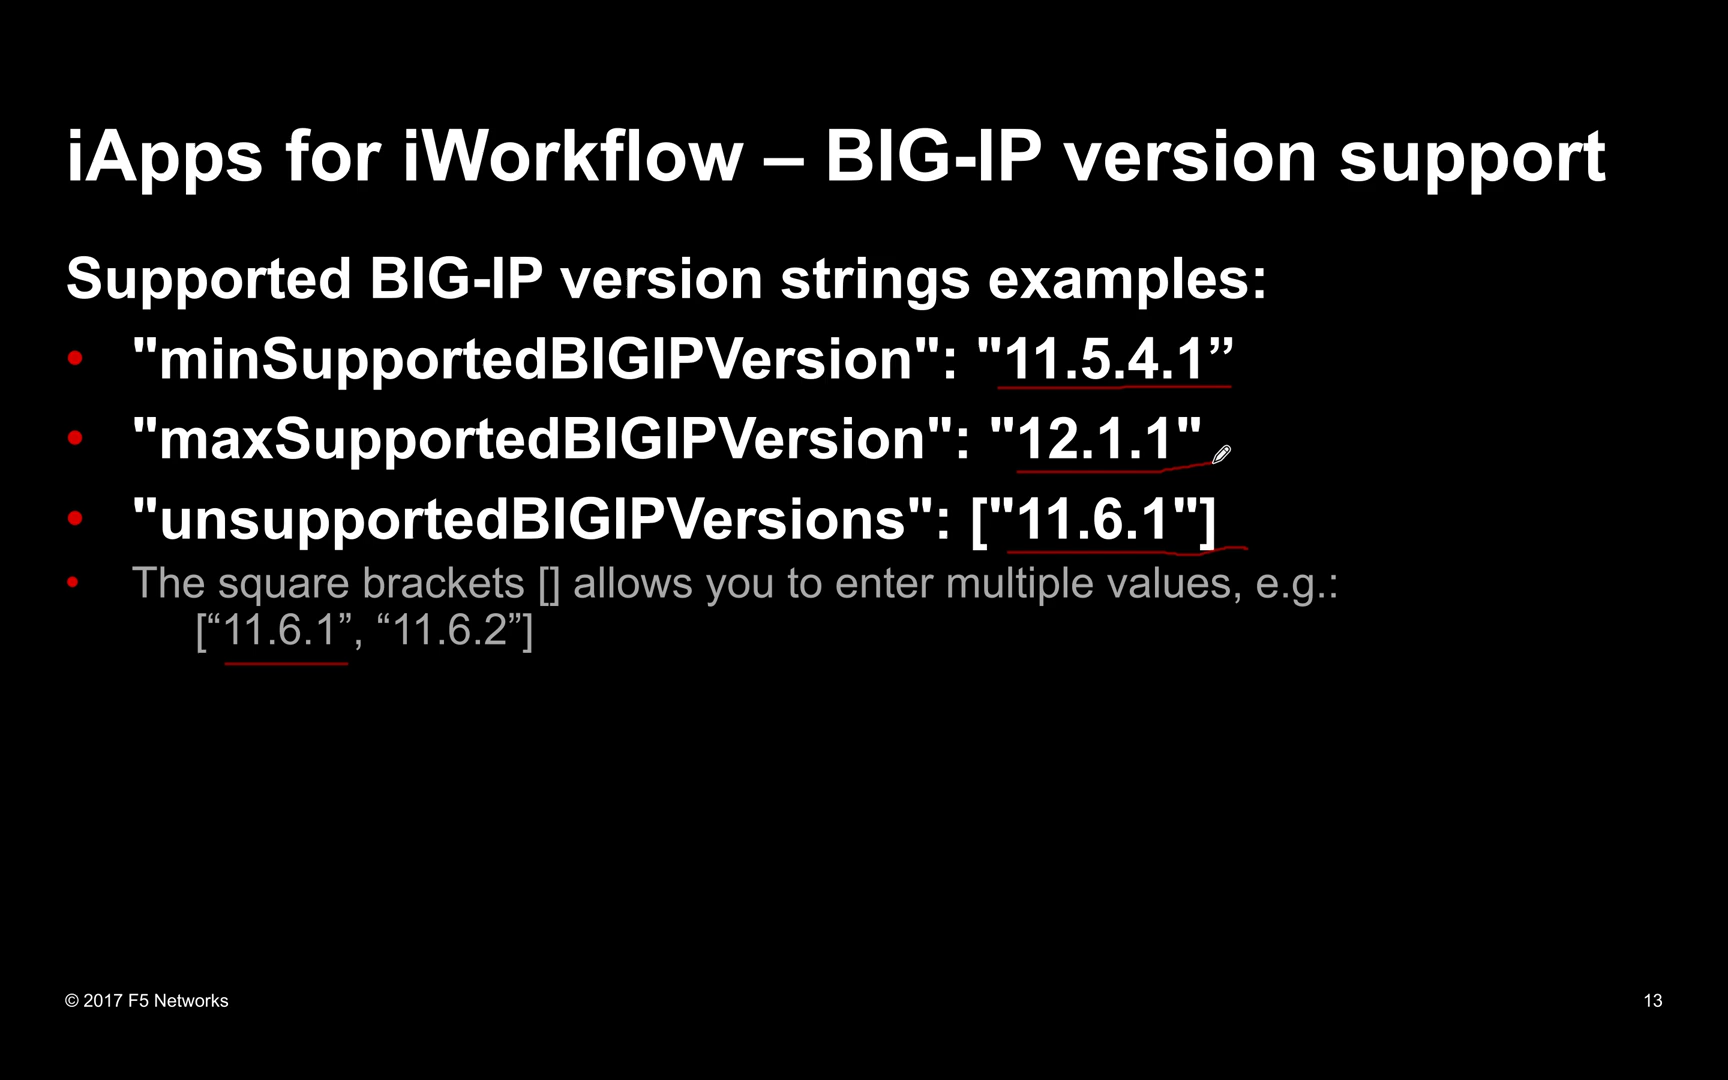 iApps for iWorkflow – BIG-IP version support
Supported BIG-IP version strings examples:
• "minSupportedBIGIPVersion": "11.5.4.1”
• "maxSupportedBIGIPVersion": "12.1.1"
• "unsupportedBIGIPVersions": ["11.6.1"]
• The square brackets [] allows you to enter multiple values, e.g.:
[“11.6.1”, “11.6.2”]
© 2017 F5 Networks
13